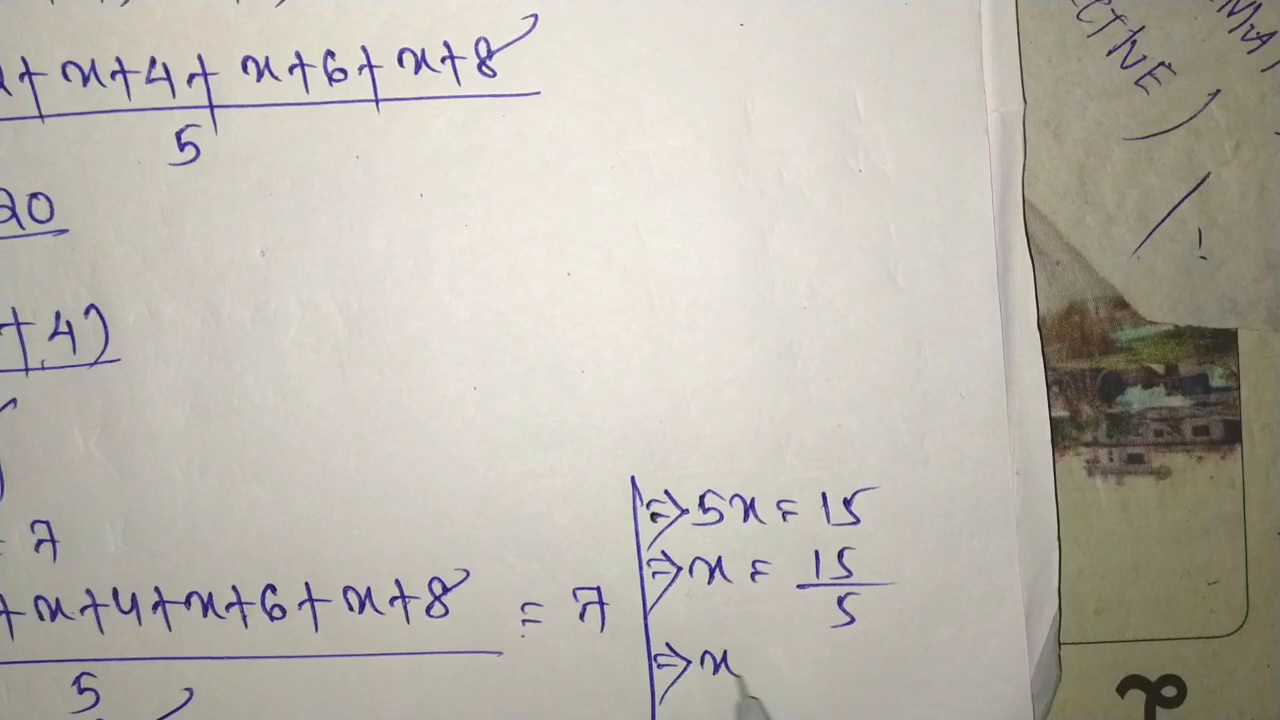 + x+4+ x+6+ x+8
5
20
+4)
= 7
+x+4+x+6+x+8 = 7
5
⇒ 5x = 15
⇒ x = 15
5
⇒ x
CTIVE )